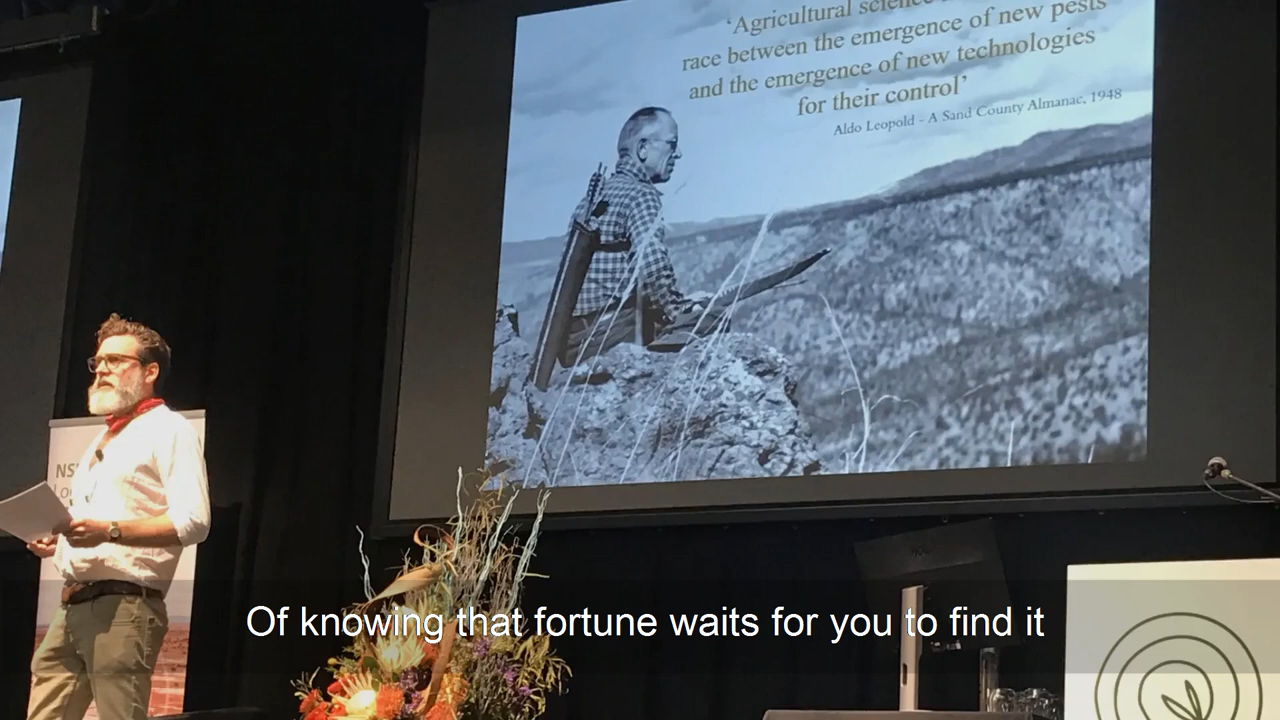 'Agricultural science
race between the emergence of new pests
and the emergence of new technologies
for their control'
Aldo Leopold - A Sand County Almanac, 1948
NS
Of knowing that fortune waits for you to find it